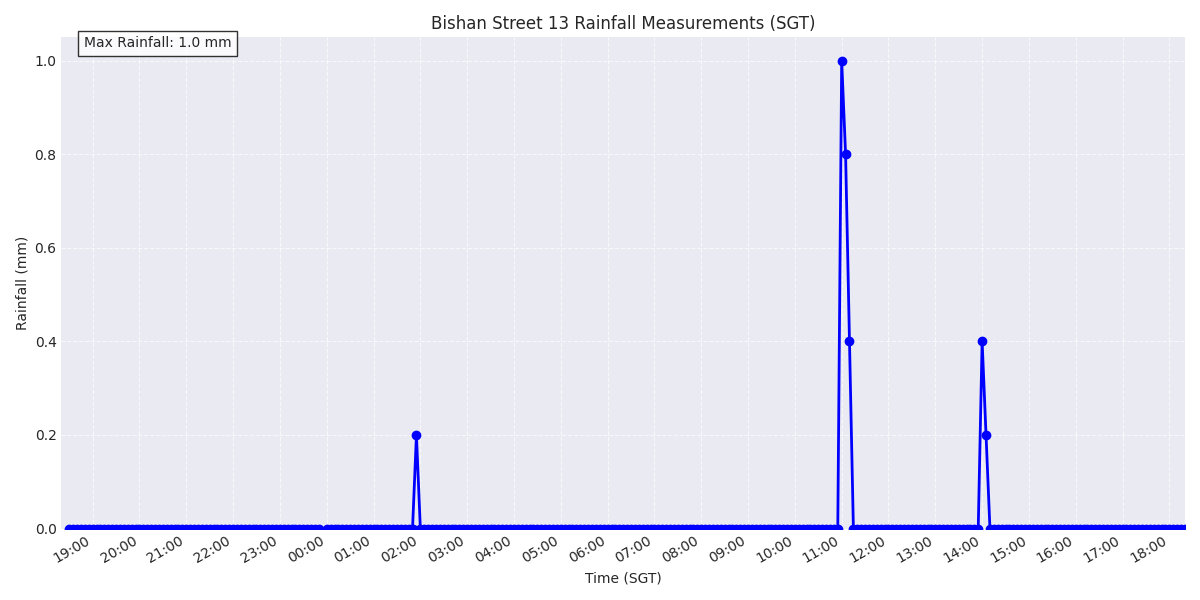 Bishan Street 13 Rainfall Measurements (SGT)
Max Rainfall: 1.0 mm
1.0
0.8
0.6
0.4
0.2
0.0
Rainfall (mm)
19:00 20:00 21:00 22:00 23:00 00:00 01:00 02:00 03:00 04:00 05:00 06:00 07:00 08:00 09:00 10:00 11:00 12:00 13:00 14:00 15:00 16:00 17:00 18:00
Time (SGT)